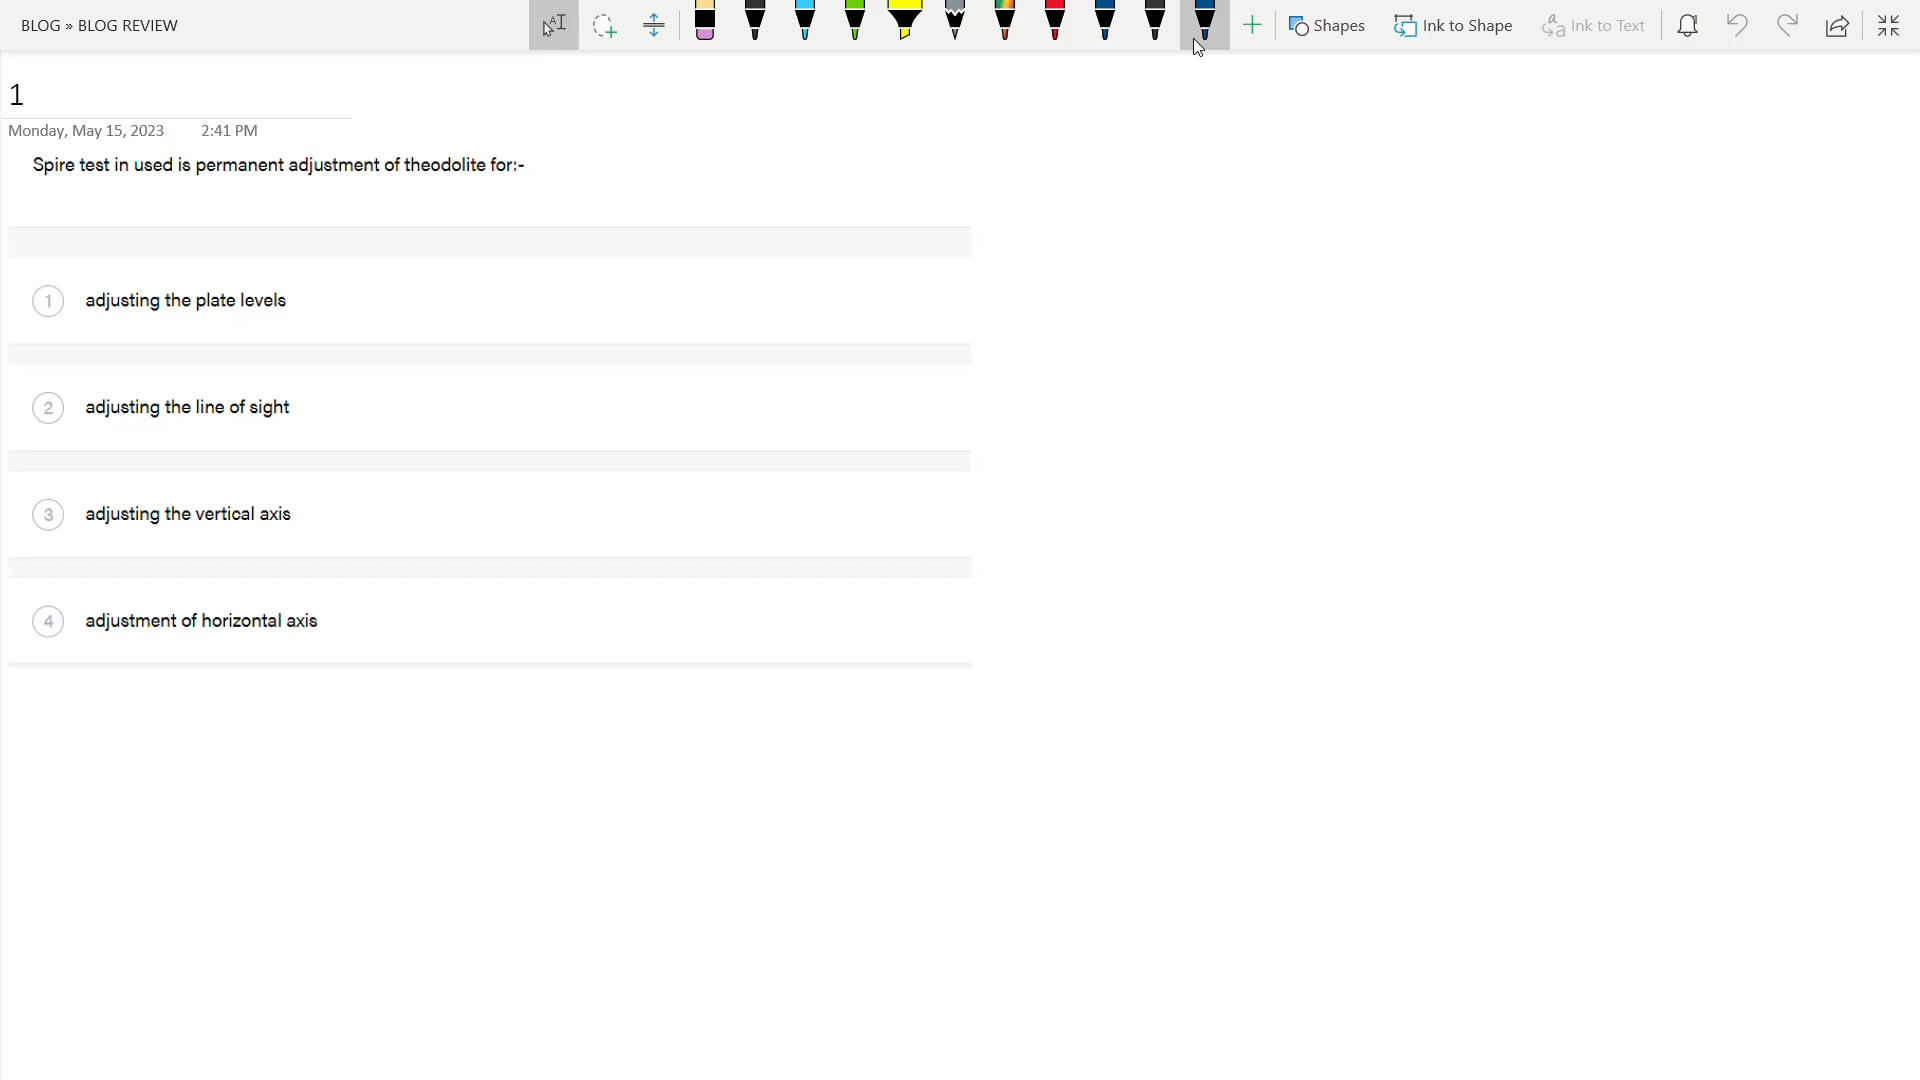 BLOG » BLOG REVIEW
Shapes
Ink to Shape
Ink to Text
1
Monday, May 15, 2023 2:41 PM
Spire test in used is permanent adjustment of theodolite for:-
1 adjusting the plate levels
2 adjusting the line of sight
3 adjusting the vertical axis
4 adjustment of horizontal axis